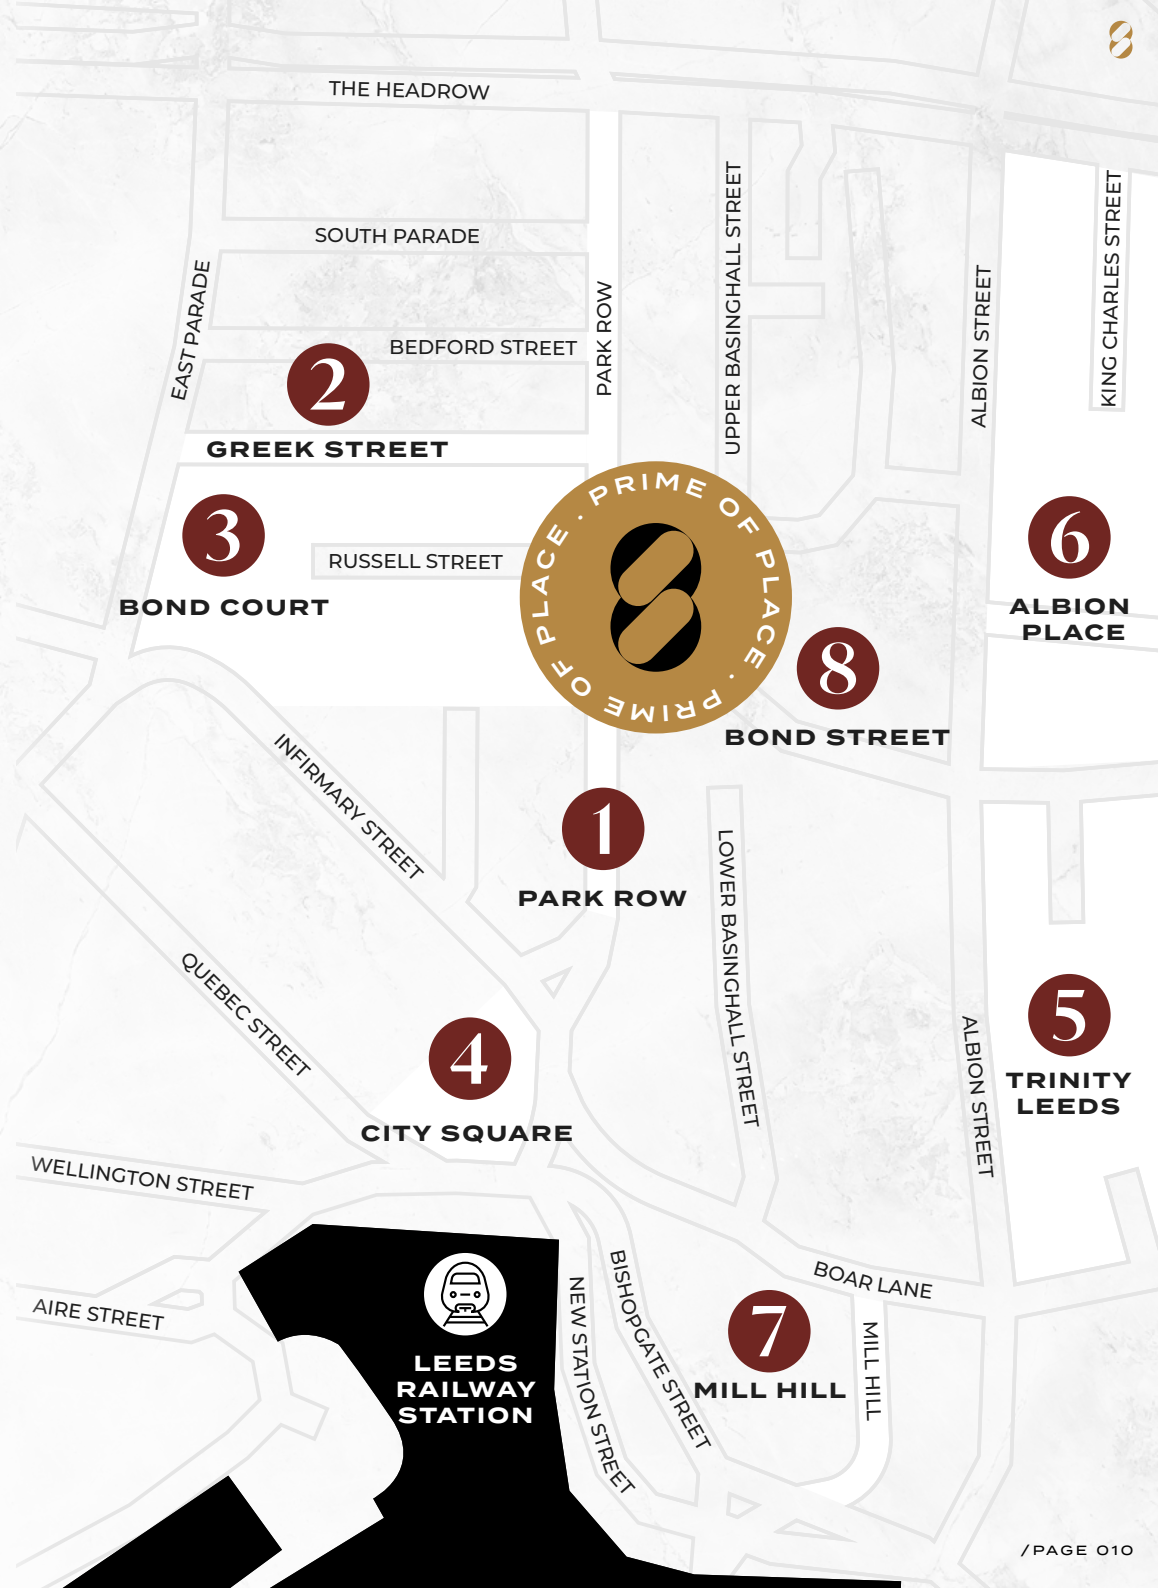 8
THE HEADROW
SOUTH PARADE
EAST PARADE
BEDFORD STREET
PARK ROW
UPPER BASINGHALL STREET
ALBION STREET
KING CHARLES STREET
2
GREEK STREET
3
BOND COURT
RUSSELL STREET
PRIME OF PLACE · PRIME OF PLACE ·
8
6
ALBION
PLACE
8
BOND STREET
INFIRMARY STREET
1
PARK ROW
LOWER BASINGHALL STREET
QUEBEC STREET
4
CITY SQUARE
5
TRINITY
LEEDS
ALBION STREET
WELLINGTON STREET
AIRE STREET
LEEDS
RAILWAY
STATION
NEW STATION STREET
BISHOPGATE STREET
BOAR LANE
7
MILL HILL
MILL HILL
/PAGE 010